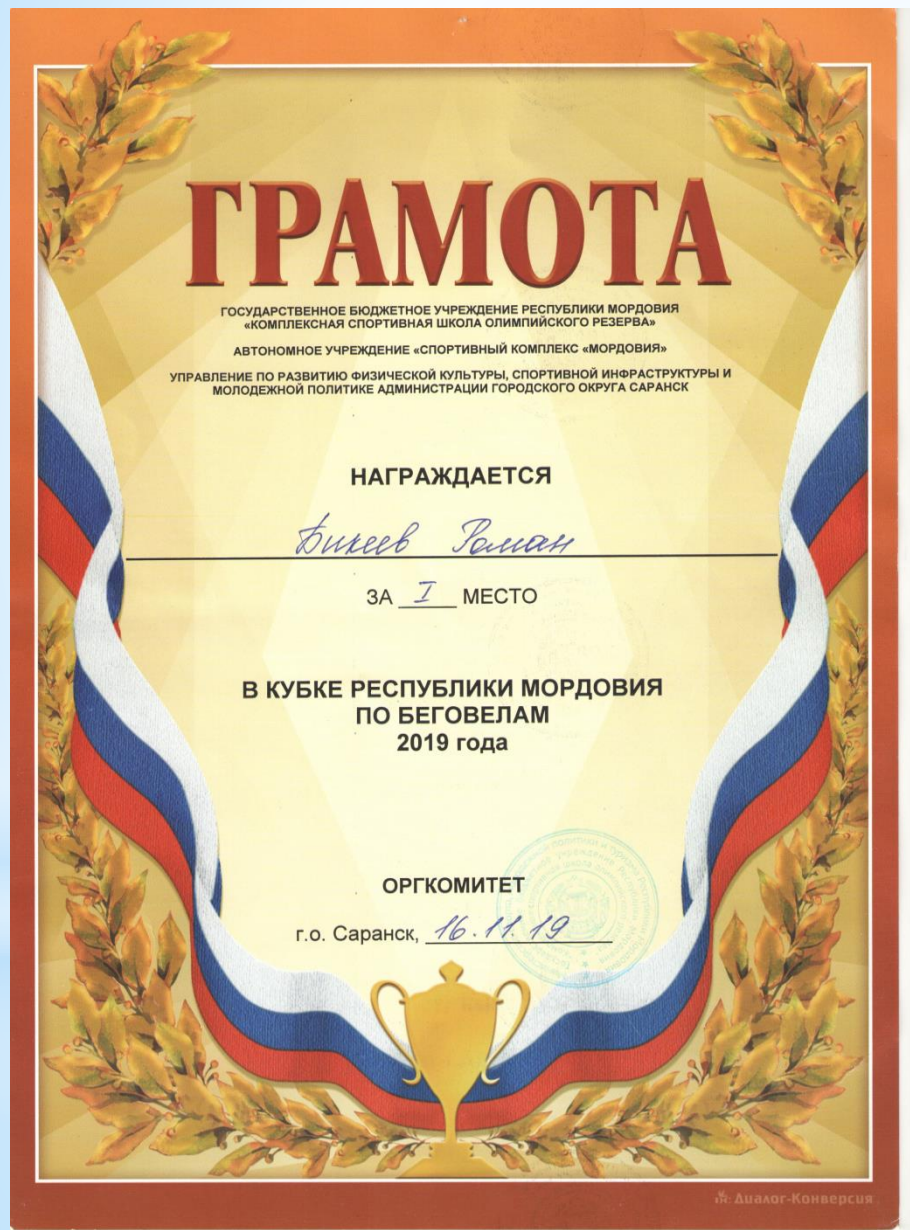 ГРАМОТА
ГОСУДАРСТВЕННОЕ БЮДЖЕТНОЕ УЧРЕЖДЕНИЕ РЕСПУБЛИКИ МОРДОВИЯ
«КОМПЛЕКСНАЯ СПОРТИВНАЯ ШКОЛА ОЛИМПИЙСКОГО РЕЗЕРВА»
АВТОНОМНОЕ УЧРЕЖДЕНИЕ «СПОРТИВНЫЙ КОМПЛЕКС «МОРДОВИЯ»
УПРАВЛЕНИЕ ПО РАЗВИТИЮ ФИЗИЧЕСКОЙ КУЛЬТУРЫ, СПОРТИВНОЙ ИНФРАСТРУКТУРЫ И
МОЛОДЕЖНОЙ ПОЛИТИКЕ АДМИНИСТРАЦИИ ГОРОДСКОГО ОКРУГА САРАНСК
НАГРАЖДАЕТСЯ
Бикеев Роман
ЗА I МЕСТО
В КУБКЕ РЕСПУБЛИКИ МОРДОВИЯ
ПО БЕГОВЕЛАМ
2019 года
ОРГКОМИТЕТ
г.о. Саранск, 16.11.19
Диалог-Конверсия